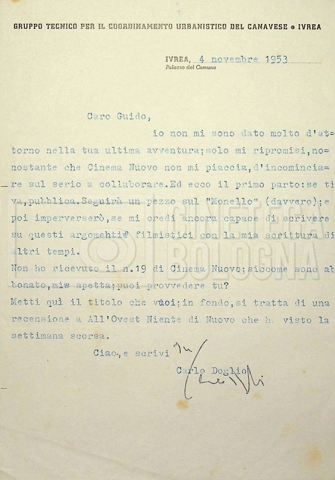 GRUPPO TECNICO PER IL COORDINAMENTO URBANISTICO DEL CANAVESE • IVREA
IVREA, 4 novembre 1953
Palazzo del Comune
Caro Guido,
io non mi sono dato molto d'at-
torno nella tua ultima avventura; solo mi ripromisi, no-
nostante che Cinema Nuovo non mi piaccia, d'incomincia-
re sul serio a collaborare. Ed ecco il primo parto: se ti
va, pubblica. Seguirà un pezzo sul "Monello" (davvero); e
poi imperverserò, se mi credi ancora capace di scrivere
su questi argomenti filmistici con la mia scrittura di
altri tempi.
Non ho ricevuto il n.19 di Cinema Nuovo; siccome sono ab
bonato, mi spetta; puoi provvedere tu?
Metti quì il titolo che vuoi; in fondo, si tratta di una
recensione a All'Ovest Niente di Nuovo che h visto la
settimana scorsa.
Ciao, e scrivi
Carlo Doglio
BOLOGNA